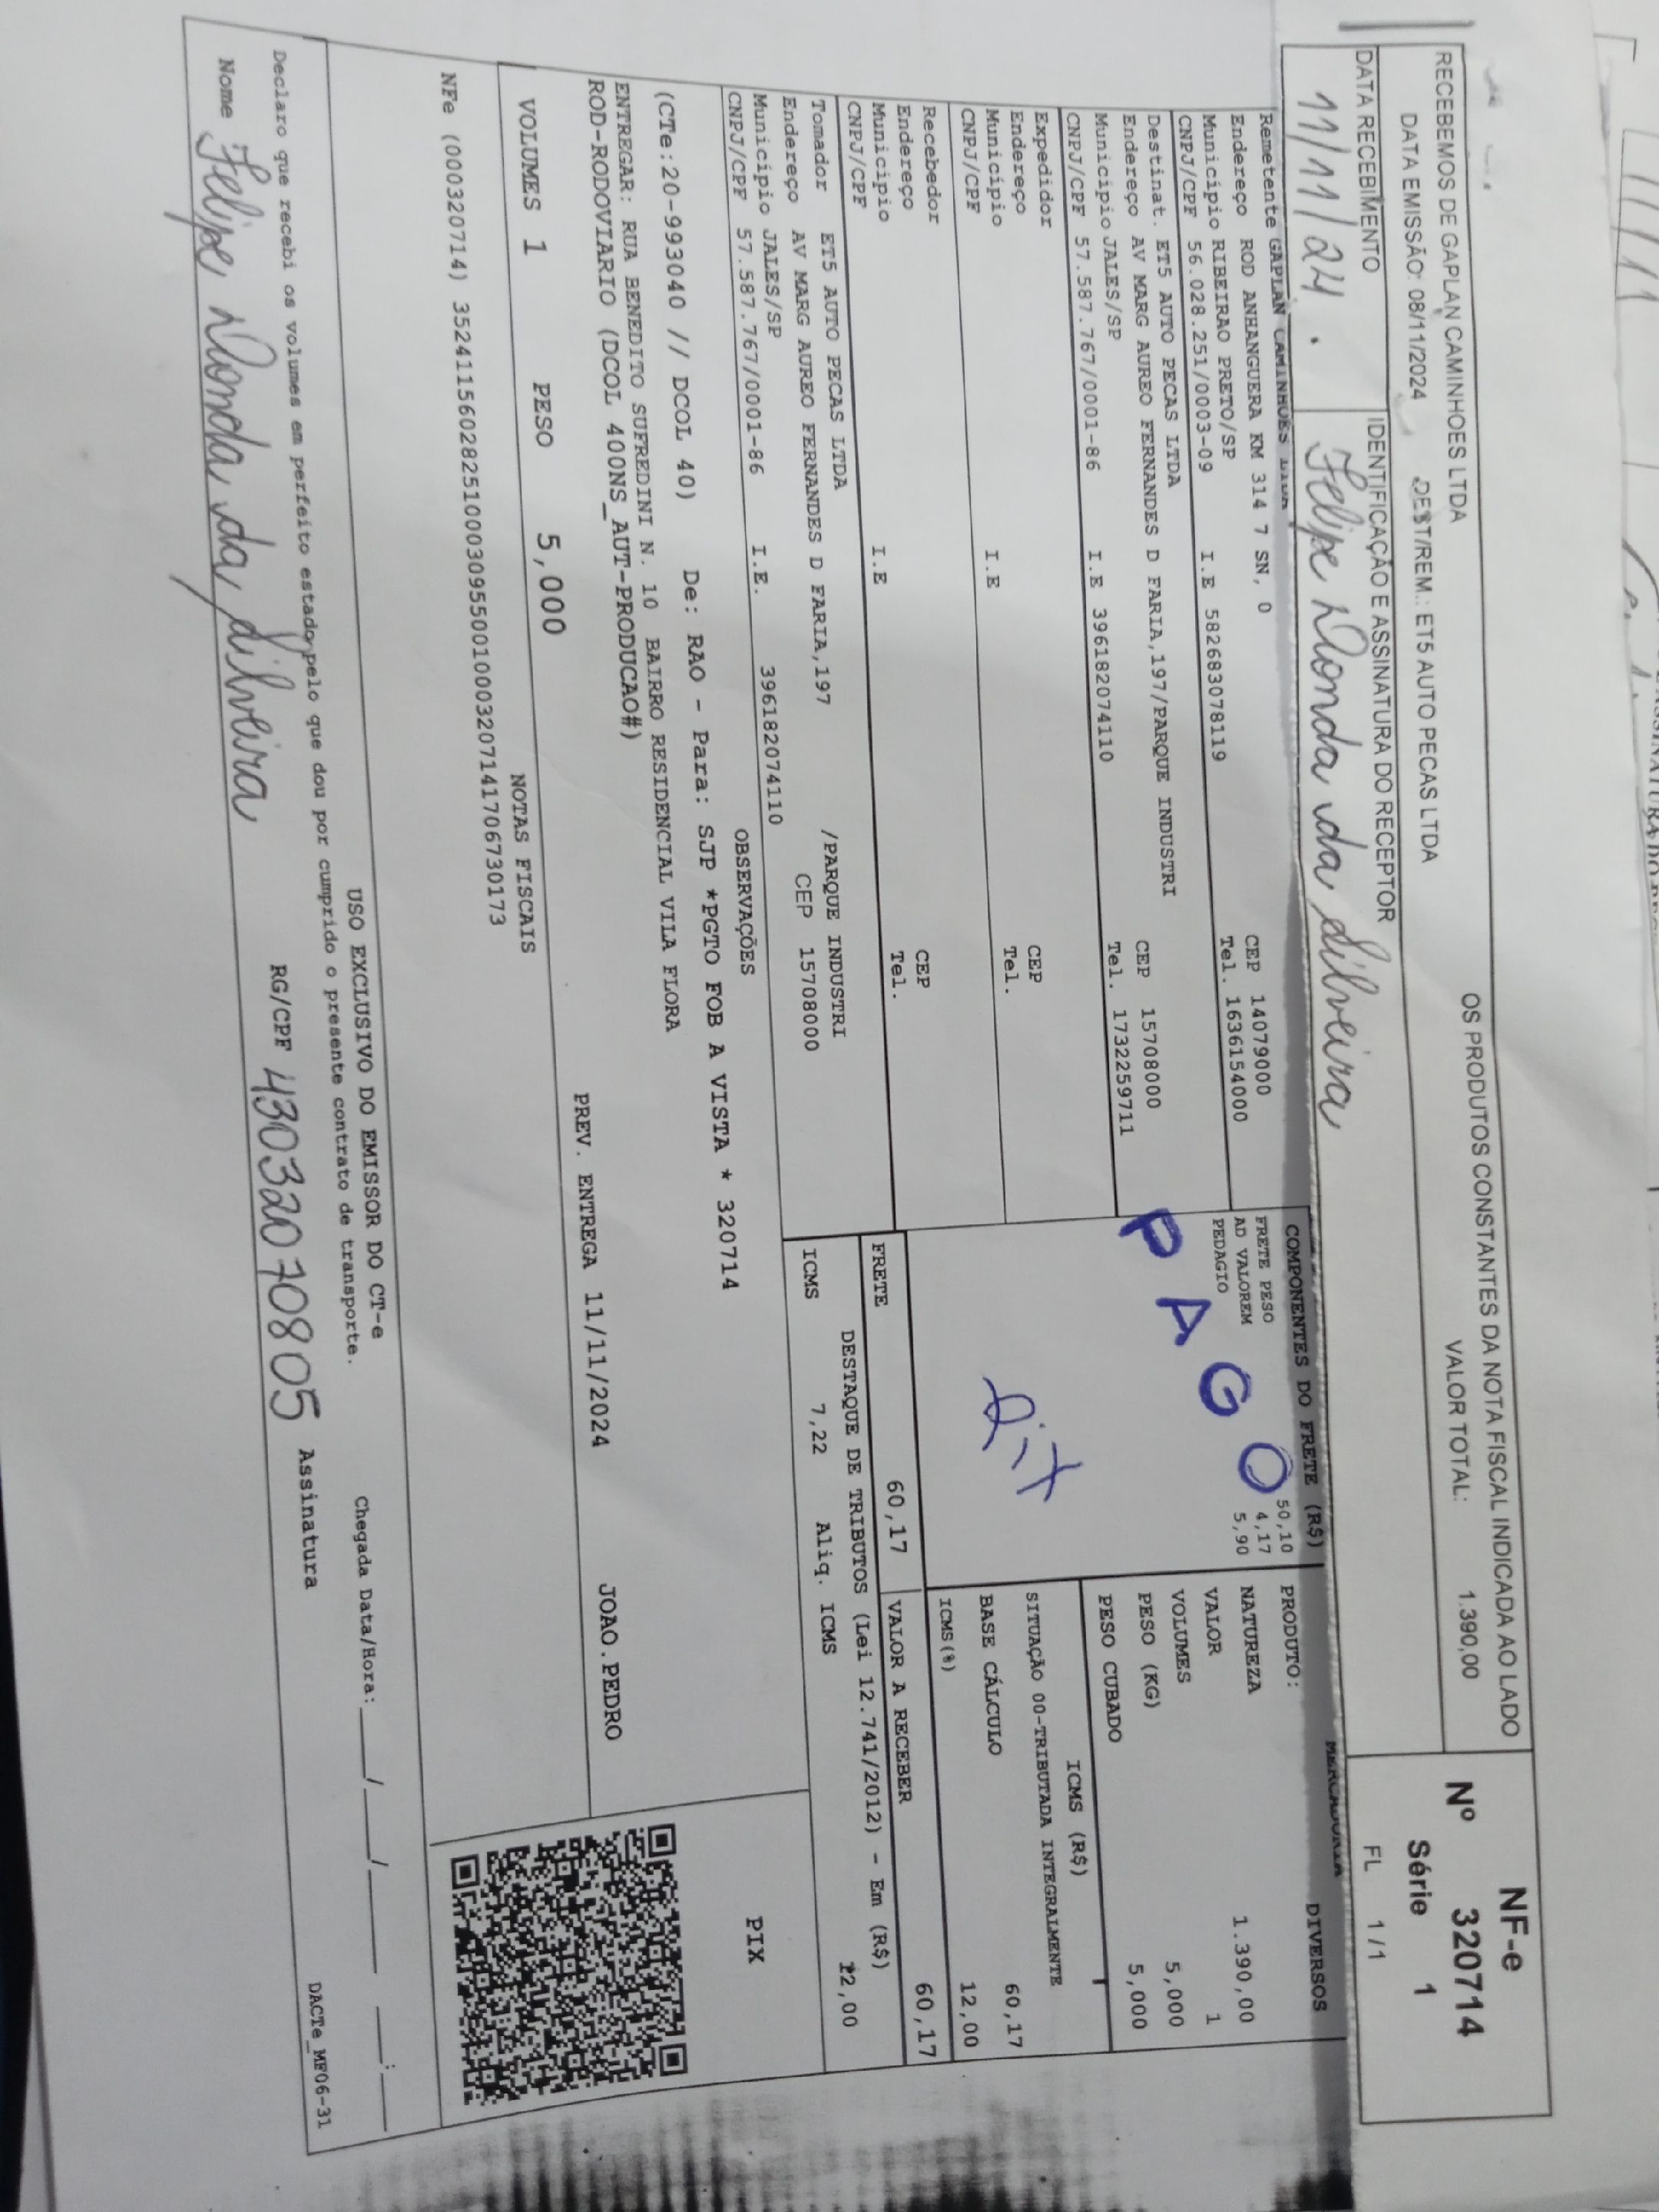 RECEBEMOS DE GAPLAN CAMINHOES LTDA OS PRODUTOS CONSTANTES DA NOTA FISCAL INDICADA AO LADO
DATA EMISSÃO: 08/11/2024 DEST/REM.: ET5 AUTO PECAS LTDA VALOR TOTAL: 1.390,00
NF-e
Nº 320714
Série 1
FL 1/1
DATA RECEBIMENTO IDENTIFICAÇÃO E ASSINATURA DO RECEPTOR
11/11/24. Felipe Donda da Silveira
Remetente GAPLAN CAMINHOES LTDA
Endereço ROD ANHANGUERA KM 314 7 SN, 0 CEP 14079000
Município RIBEIRAO PRETO/SP Tel. 1636154000
CNPJ/CPF 56.028.251/0003-09 I.E 582683078119
Destinat. ET5 AUTO PECAS LTDA
Endereço AV MARG AUREO FERNANDES D FARIA,197/PARQUE INDUSTRI CEP 15708000
Município JALES/SP Tel. 1732259711
CNPJ/CPF 57.587.767/0001-86 I.E 396182074110
Expedidor
Endereço CEP
Município Tel.
CNPJ/CPF I.E
Recebedor
Endereço CEP
Município Tel.
CNPJ/CPF I.E
Tomador ET5 AUTO PECAS LTDA
Endereço AV MARG AUREO FERNANDES D FARIA,197 /PARQUE INDUSTRI
Município JALES/SP CEP 15708000
CNPJ/CPF 57.587.767/0001-86 I.E. 396182074110
COMPONENTES DO FRETE (R$)
FRETE PESO 50,10
AD VALOREM 4,17
PEDAGIO 5,90
PAGO
MERCADORIA
PRODUTO: DIVERSOS
NATUREZA
VALOR 1.390,00
VOLUMES 1
PESO (KG) 5,000
PESO CUBADO 5,000
ICMS (R$)
SITUAÇÃO 00-TRIBUTADA INTEGRALMENTE
BASE CÁLCULO 60,17
ICMS(%) 12,00
FRETE 60,17 VALOR A RECEBER 60,17
DESTAQUE DE TRIBUTOS (Lei 12.741/2012) - Em (R$)
ICMS 7,22 Aliq. ICMS 12,00
OBSERVAÇÕES
(CTe:20-993040 // DCOL 40) De: RAO - Para: SJP *PGTO FOB A VISTA * 320714
ENTREGAR: RUA BENEDITO SUFREDINI N. 10 BAIRRO RESIDENCIAL VILA FLORA
ROD-RODOVIARIO (DCOL 400NS_AUT-PRODUCAO#)
PIX
PREV. ENTREGA 11/11/2024 JOAO.PEDRO
VOLUMES 1 PESO 5,000
NOTAS FISCAIS
NFe (000320714) 35241156028251000309550010003207141706730173
USO EXCLUSIVO DO EMISSOR DO CT-e
Declaro que recebi os volumes em perfeito estado pelo que dou por cumprido o presente contrato de transporte.
Chegada Data/Hora: ___/___/_____ __:__
Nome Felipe Donda da Silveira RG/CPF 43032070805 Assinatura
DACTe_MF06-31